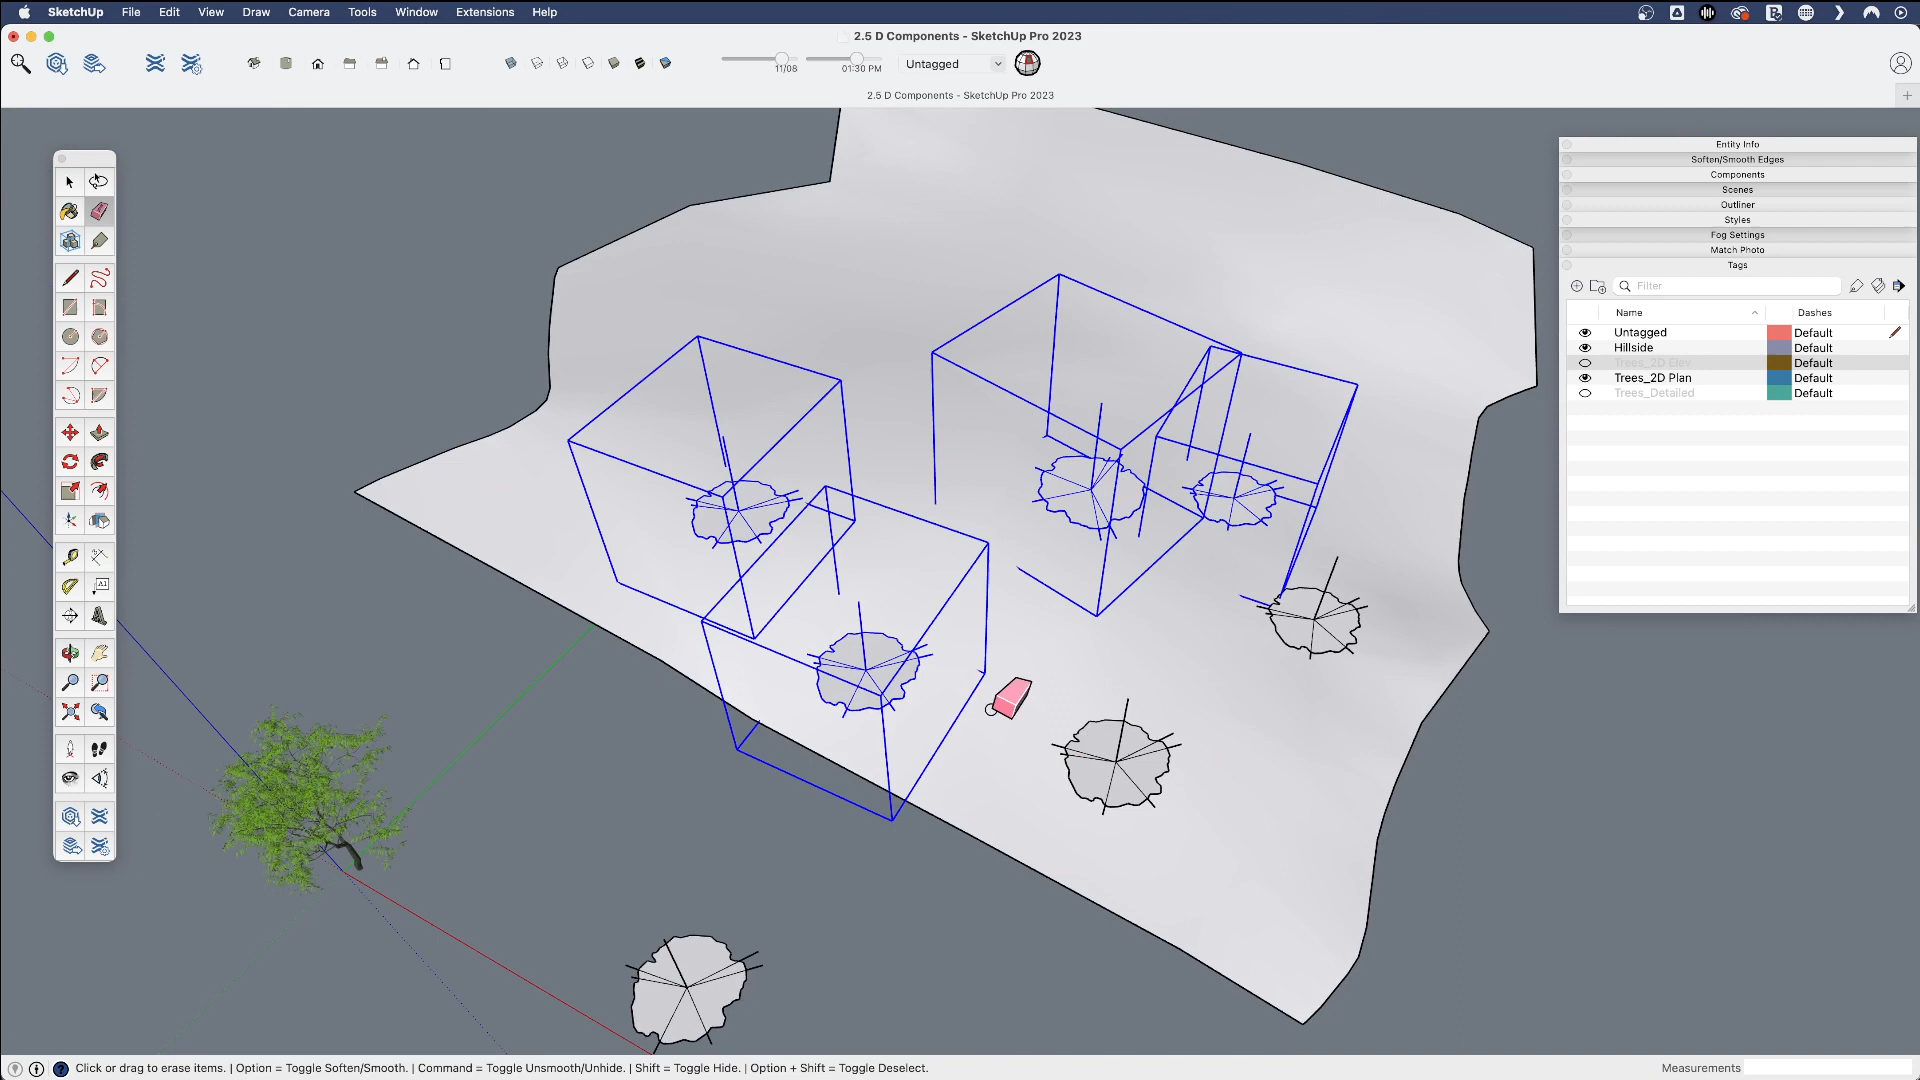 SketchUp File Edit View Draw Camera Tools Window Extensions Help
2.5 D Components - SketchUp Pro 2023
11/08 01:30 PM Untagged
2.5 D Components - SketchUp Pro 2023
Entity Info
Soften/Smooth Edges
Components
Scenes
Outliner
Styles
Fog Settings
Match Photo
Tags
Filter
Name Dashes
Untagged Default
Hillside Default
Trees_2D Elev Default
Trees_2D Plan Default
Trees_Detailed Default
A1
Click or drag to erase items. | Option = Toggle Soften/Smooth. | Command = Toggle Unsmooth/Unhide. | Shift = Toggle Hide. | Option + Shift = Toggle Deselect.
Measurements